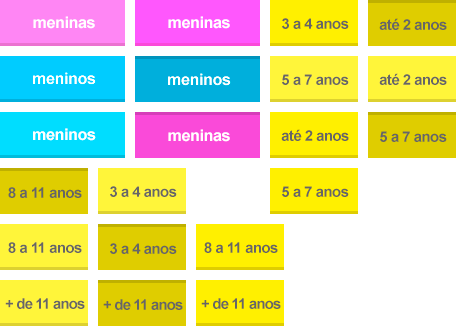 meninas meninas 3 a 4 anos até 2 anos
meninos meninos 5 a 7 anos até 2 anos
meninos meninas até 2 anos 5 a 7 anos
8 a 11 anos 3 a 4 anos 5 a 7 anos
8 a 11 anos 3 a 4 anos 8 a 11 anos
+ de 11 anos + de 11 anos + de 11 anos